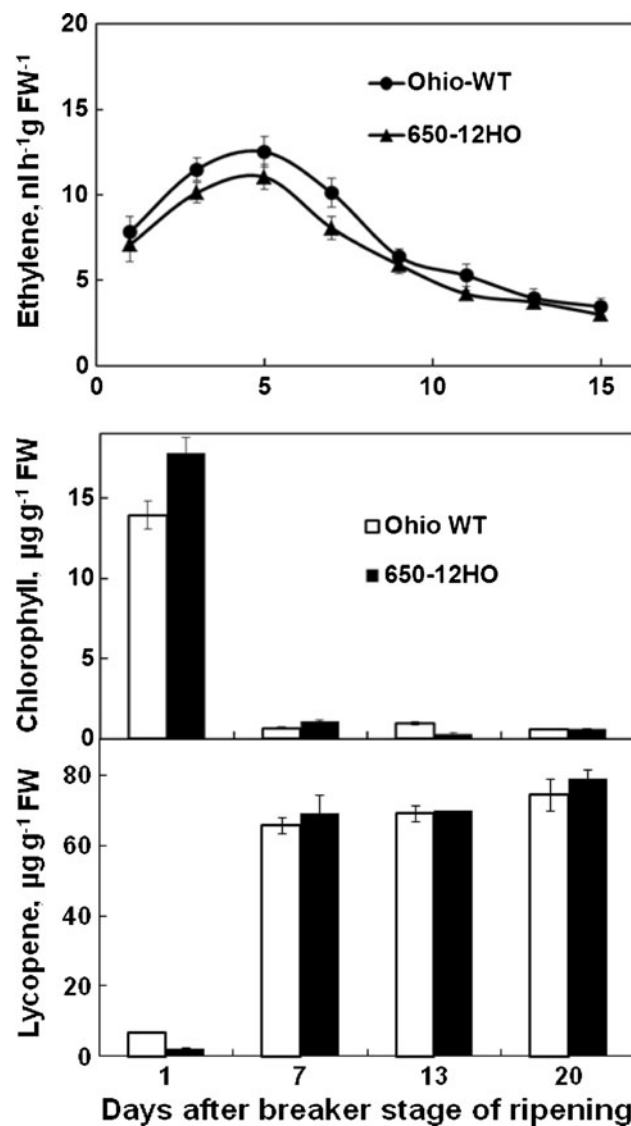 Ethylene, nl h⁻¹g FW⁻¹
20
15
10
5
0
Ohio-WT
650-12HO
0 5 10 15
Chlorophyll, µg g⁻¹ FW
15
10
5
0
Ohio WT
650-12HO
Lycopene, µg g⁻¹ FW
80
60
40
20
0
1 7 13 20
Days after breaker stage of ripening